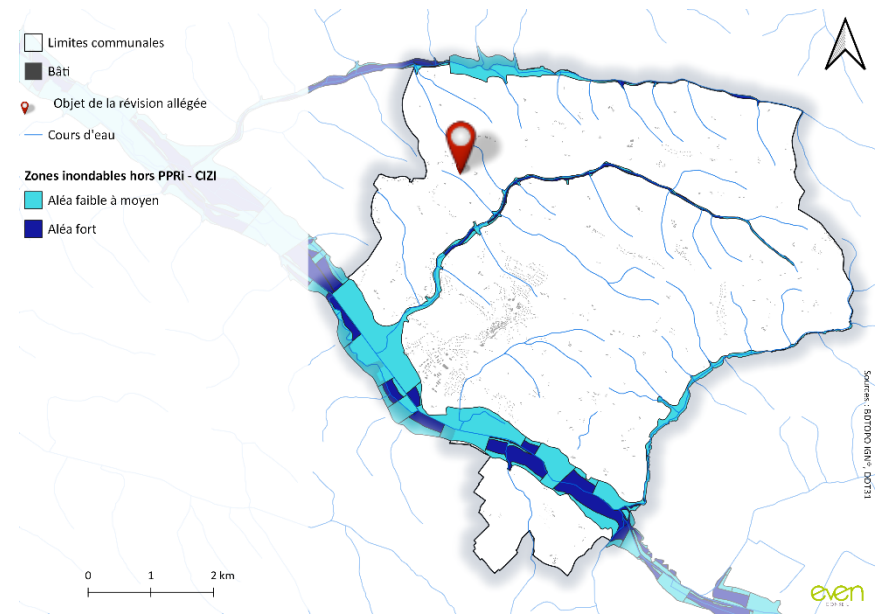 Limites communales
Bâti
Objet de la révision allégée
Cours d'eau
Zones inondables hors PPRi - CIZI
Aléa faible à moyen
Aléa fort
Sources : BDTOPO IGN®, DDT31
0 1 2 km
even
CONSEIL